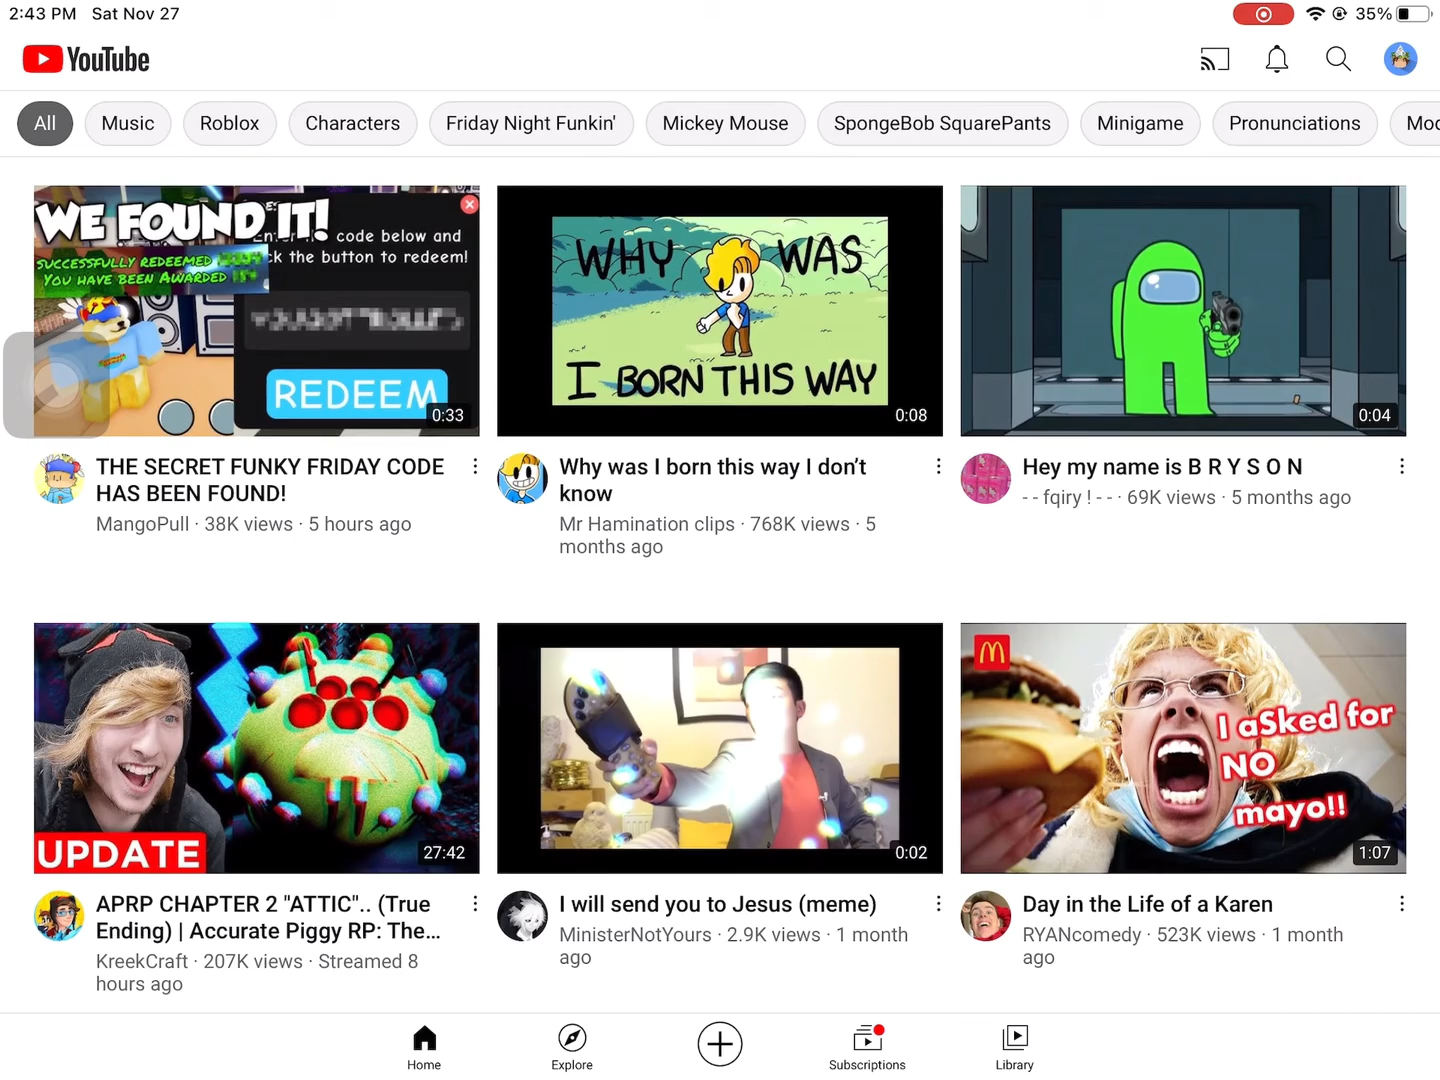 2:43 PM Sat Nov 27
35%
YouTube
All
Music
Roblox
Characters
Friday Night Funkin'
Mickey Mouse
SpongeBob SquarePants
Minigame
Pronunciations
WE FOUND IT!
code below and
the button to redeem!
SUCCESSFULLY REDEEMED
YOU HAVE BEEN AWARDED
REDEEM
0:33
WHY WAS
I BORN THIS WAY
0:08
0:04
THE SECRET FUNKY FRIDAY CODE
HAS BEEN FOUND!
MangoPull · 38K views · 5 hours ago
Why was I born this way I don’t
know
Mr Hamination clips · 768K views · 5
months ago
Hey my name is B R Y S O N
- - fqiry ! - - · 69K views · 5 months ago
UPDATE
27:42
0:02
I aSked for
NO
mayo!!
1:07
APRP CHAPTER 2 "ATTIC".. (True
Ending) | Accurate Piggy RP: The...
KreekCraft · 207K views · Streamed 8
hours ago
I will send you to Jesus (meme)
MinisterNotYours · 2.9K views · 1 month
ago
Day in the Life of a Karen
RYANcomedy · 523K views · 1 month
ago
Home
Explore
Subscriptions
Library